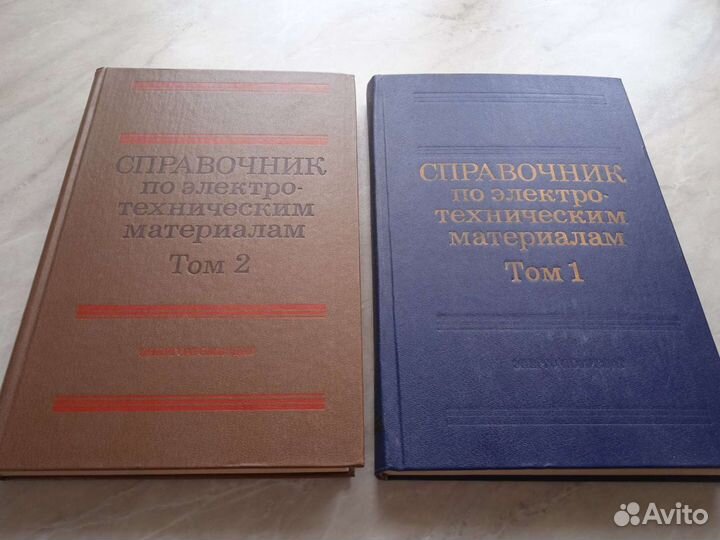 СПРАВОЧНИК
по электро-
техническим
материалам
Том 2
СПРАВОЧНИК
по электро-
техническим
материалам
Том 1
Avito